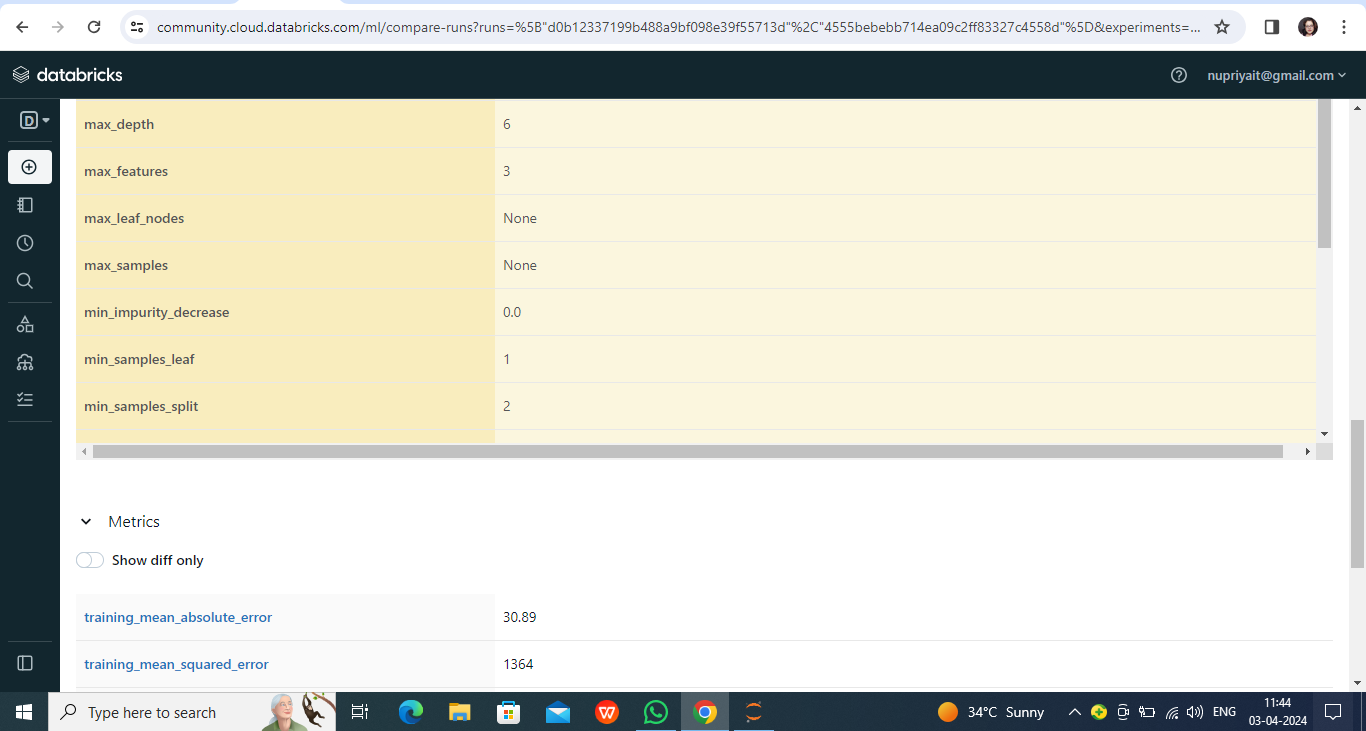 community.cloud.databricks.com/ml/compare-runs?runs=%5B"d0b12337199b488a9bf098e39f55713d"%2C"4555bebebb714ea09c2ff83327c4558d"%5D&experiments=...
databricks
nupriyait@gmail.com
D
max_depth 6
max_features 3
max_leaf_nodes None
max_samples None
min_impurity_decrease 0.0
min_samples_leaf 1
min_samples_split 2
Metrics
Show diff only
training_mean_absolute_error 30.89
training_mean_squared_error 1364
Type here to search
W
34°C Sunny
ENG
11:44
03-04-2024